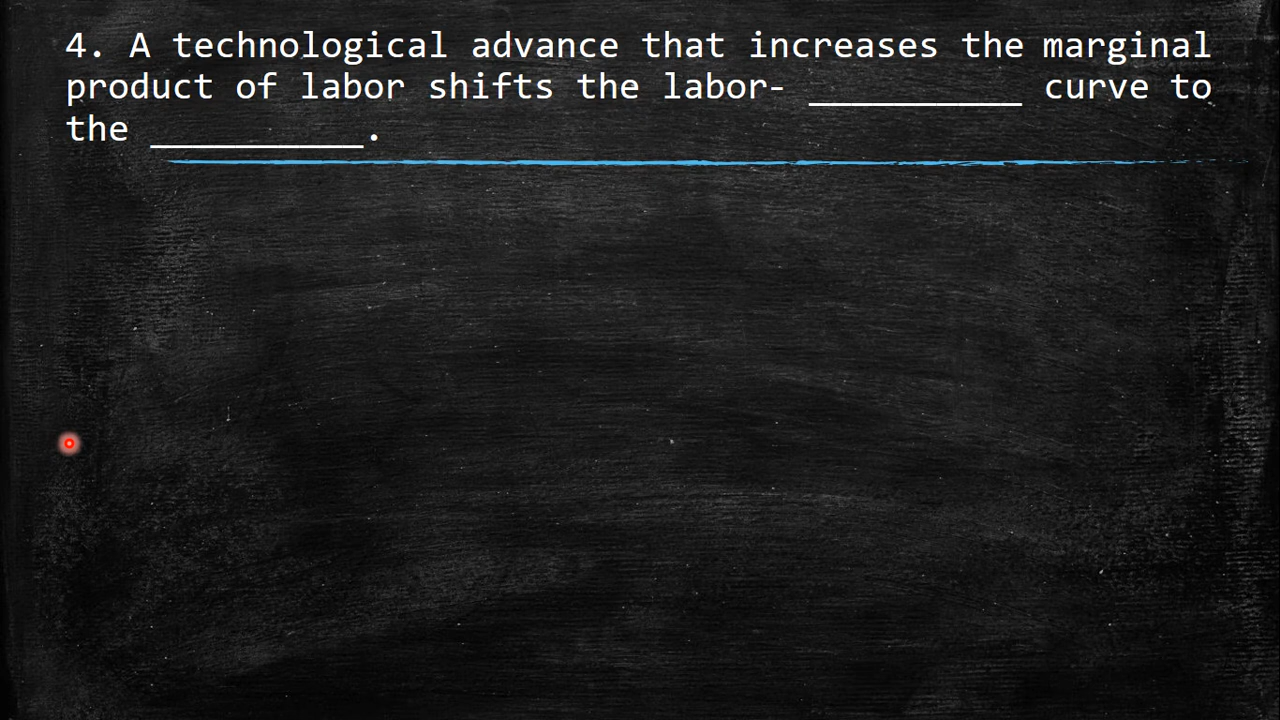 4. A technological advance that increases the marginal
product of labor shifts the labor- __________ curve to
the __________.